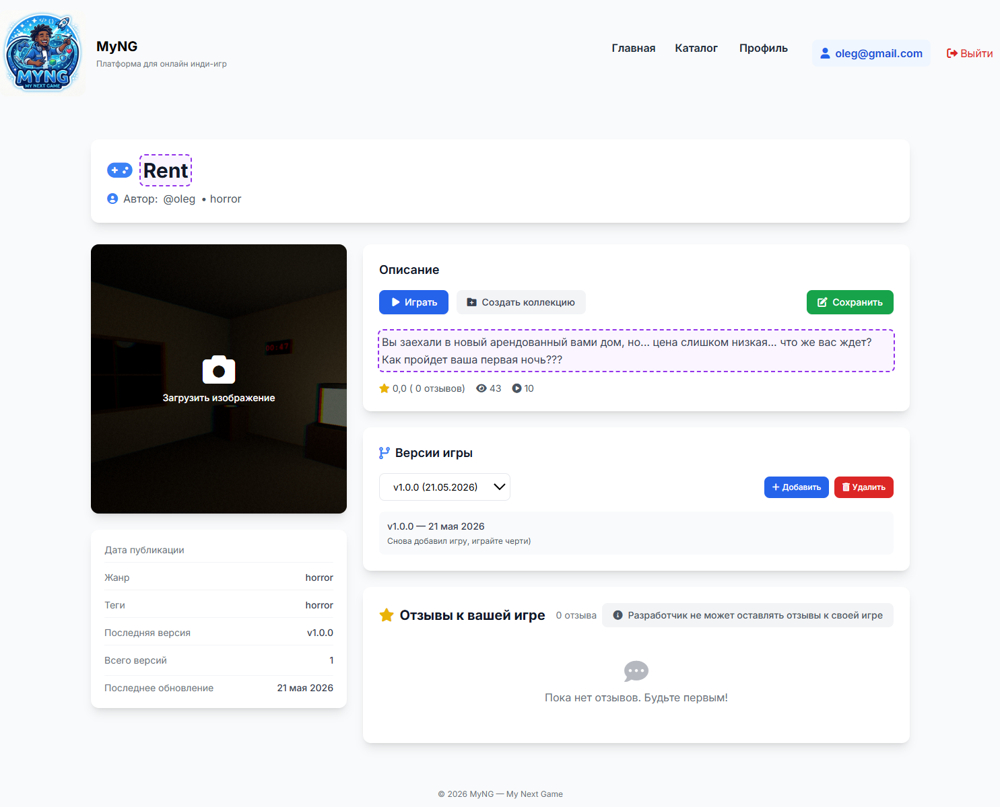 MYNG
MY NEXT GAME
MyNG
Платформа для онлайн инди-игр
Главная
Каталог
Профиль
oleg@gmail.com
Выйти
Rent
Автор: @oleg • horror
00:47
Загрузить изображение
Дата публикации
Жанр horror
Теги horror
Последняя версия v1.0.0
Всего версий 1
Последнее обновление 21 мая 2026
Описание
Играть
Создать коллекцию
Сохранить
Вы заехали в новый арендованный вами дом, но... цена слишком низкая... что же вас ждет?
Как пройдет ваша первая ночь???
0,0 ( 0 отзывов) 43 10
Версии игры
v1.0.0 (21.05.2026)
Добавить
Удалить
v1.0.0 — 21 мая 2026
Снова добавил игру, играйте черти)
Отзывы к вашей игре
0 отзыва
Разработчик не может оставлять отзывы к своей игре
Пока нет отзывов. Будьте первым!
© 2026 MyNG — My Next Game